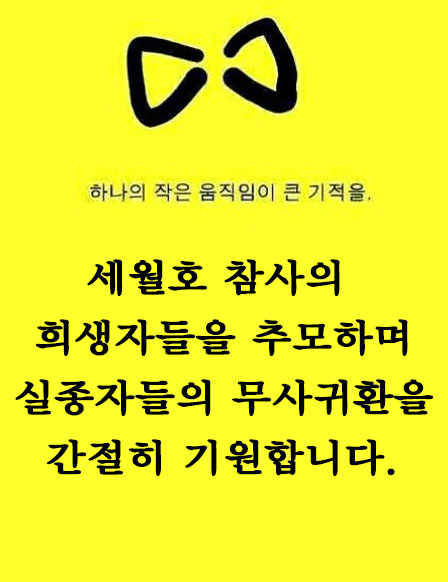 하나의 작은 움직임이 큰 기적을.
세월호 참사의
희생자들을 추모하며
실종자들의 무사귀환을
간절히 기원합니다.